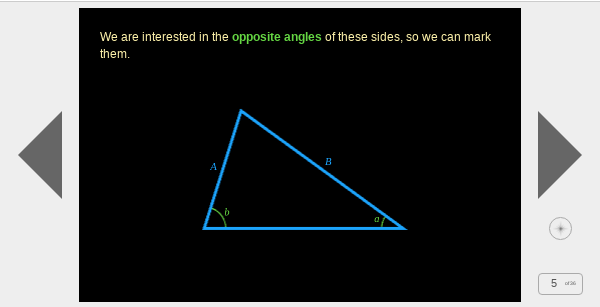 We are interested in the opposite angles of these sides, so we can mark
them.
A
B
b
a
5 of 36